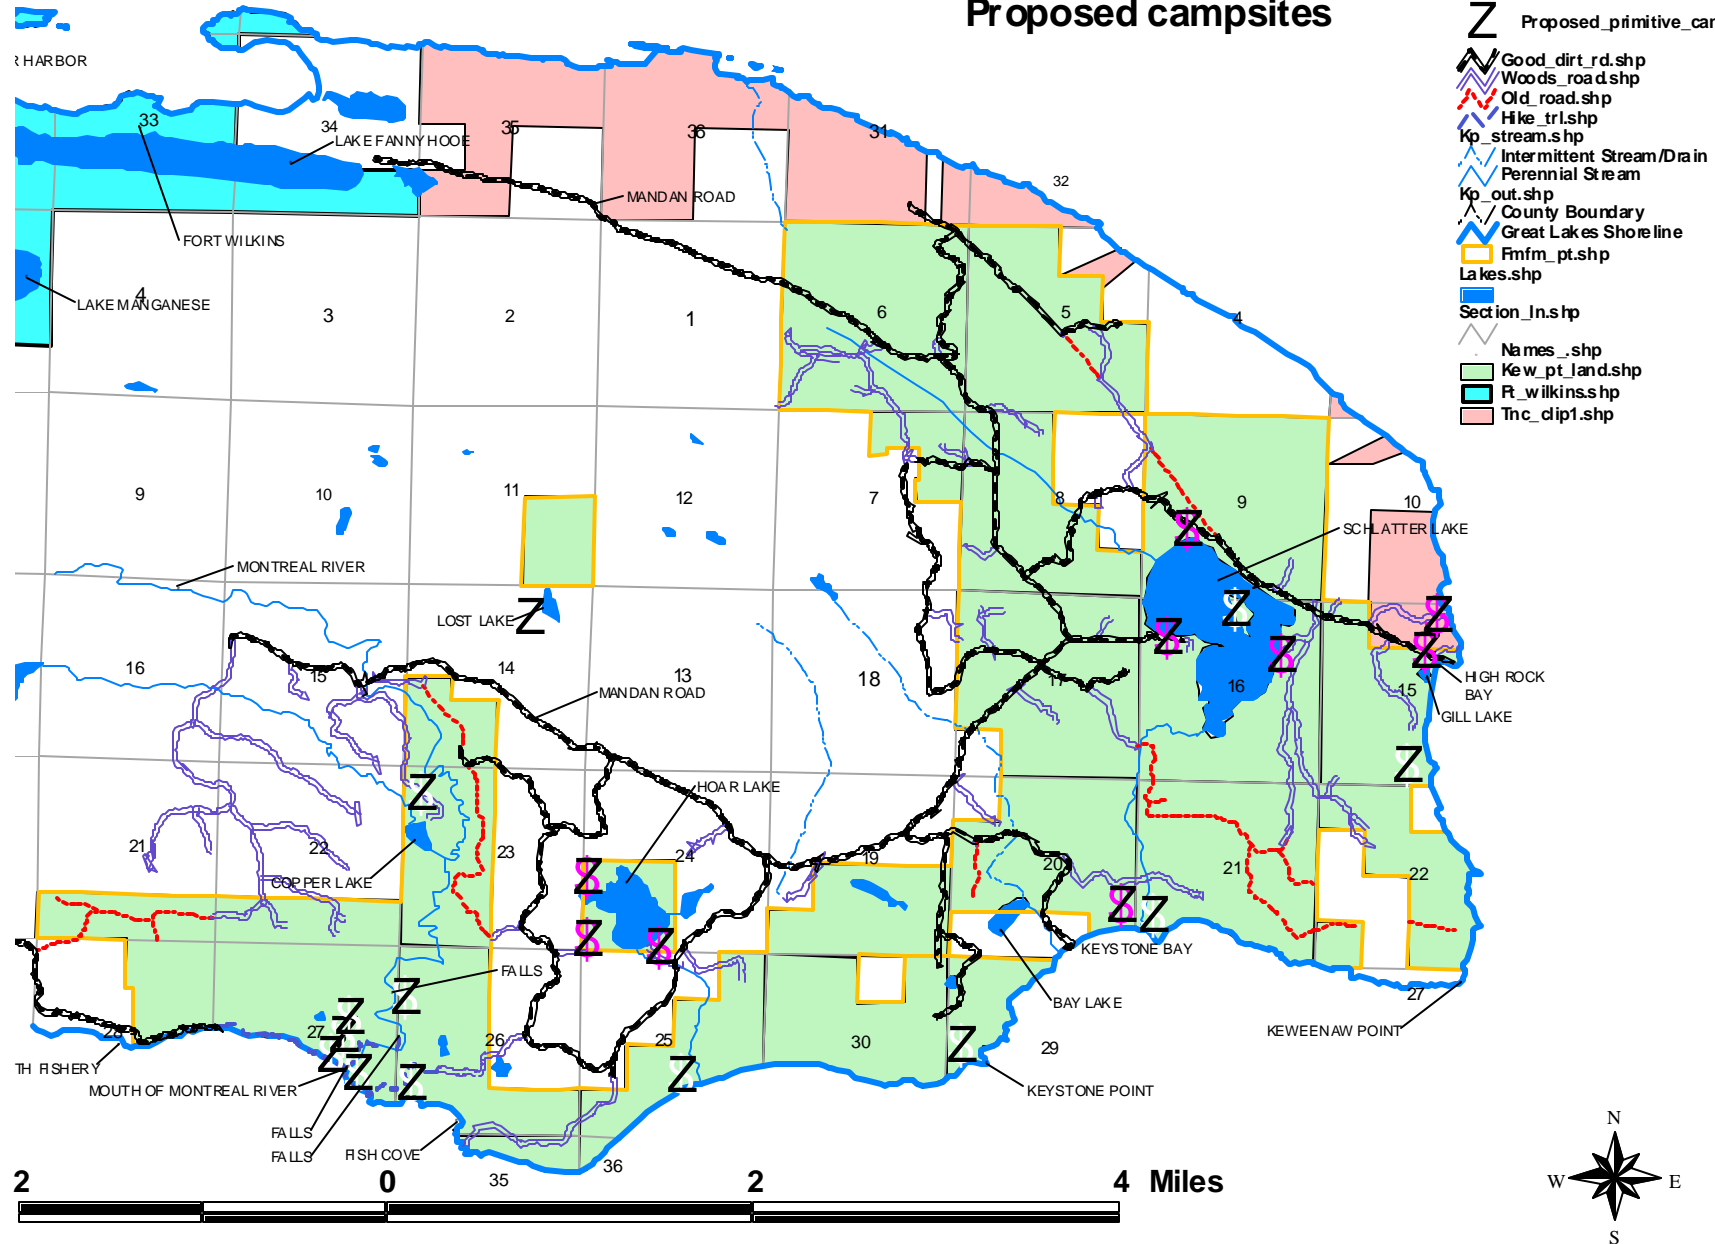 Proposed campsites
Z Proposed_primitive_car
Good_dirt_rd.shp
Woods_road.shp
Old_road.shp
Hike_trl.shp
Kp_stream.shp
Intermittent Stream/Drain
Perennial Stream
Kp_out.shp
County Boundary
Great Lakes Shoreline
Fmfm_pt.shp
Lakes.shp
Section_ln.shp
Names_.shp
Kew_pt_land.shp
Ft_wilkins.shp
Tnc_clip1.shp
R HARBOR
33
34
35
36
31
32
LAKE FANNY HOOE
MANDAN ROAD
FORT WILKINS
LAKE MANGANESE
4
3
2
1
6
5
4
9
10
11
12
7
8
9
10
SCHLATTER LAKE
MONTREAL RIVER
LOST LAKE
16
15
14
13
18
17
16
15
HIGH ROCK
BAY
GILL LAKE
MANDAN ROAD
HOAR LAKE
21
22
23
24
19
20
21
22
COPPER LAKE
FALLS
KEYSTONE BAY
BAY LAKE
27
KEWEENAW POINT
28
27
26
25
30
29
TH FISHERY
MOUTH OF MONTREAL RIVER
KEYSTONE POINT
FALLS
FALLS
FISH COVE
35
36
2 0 2 4 Miles
N
W E
S